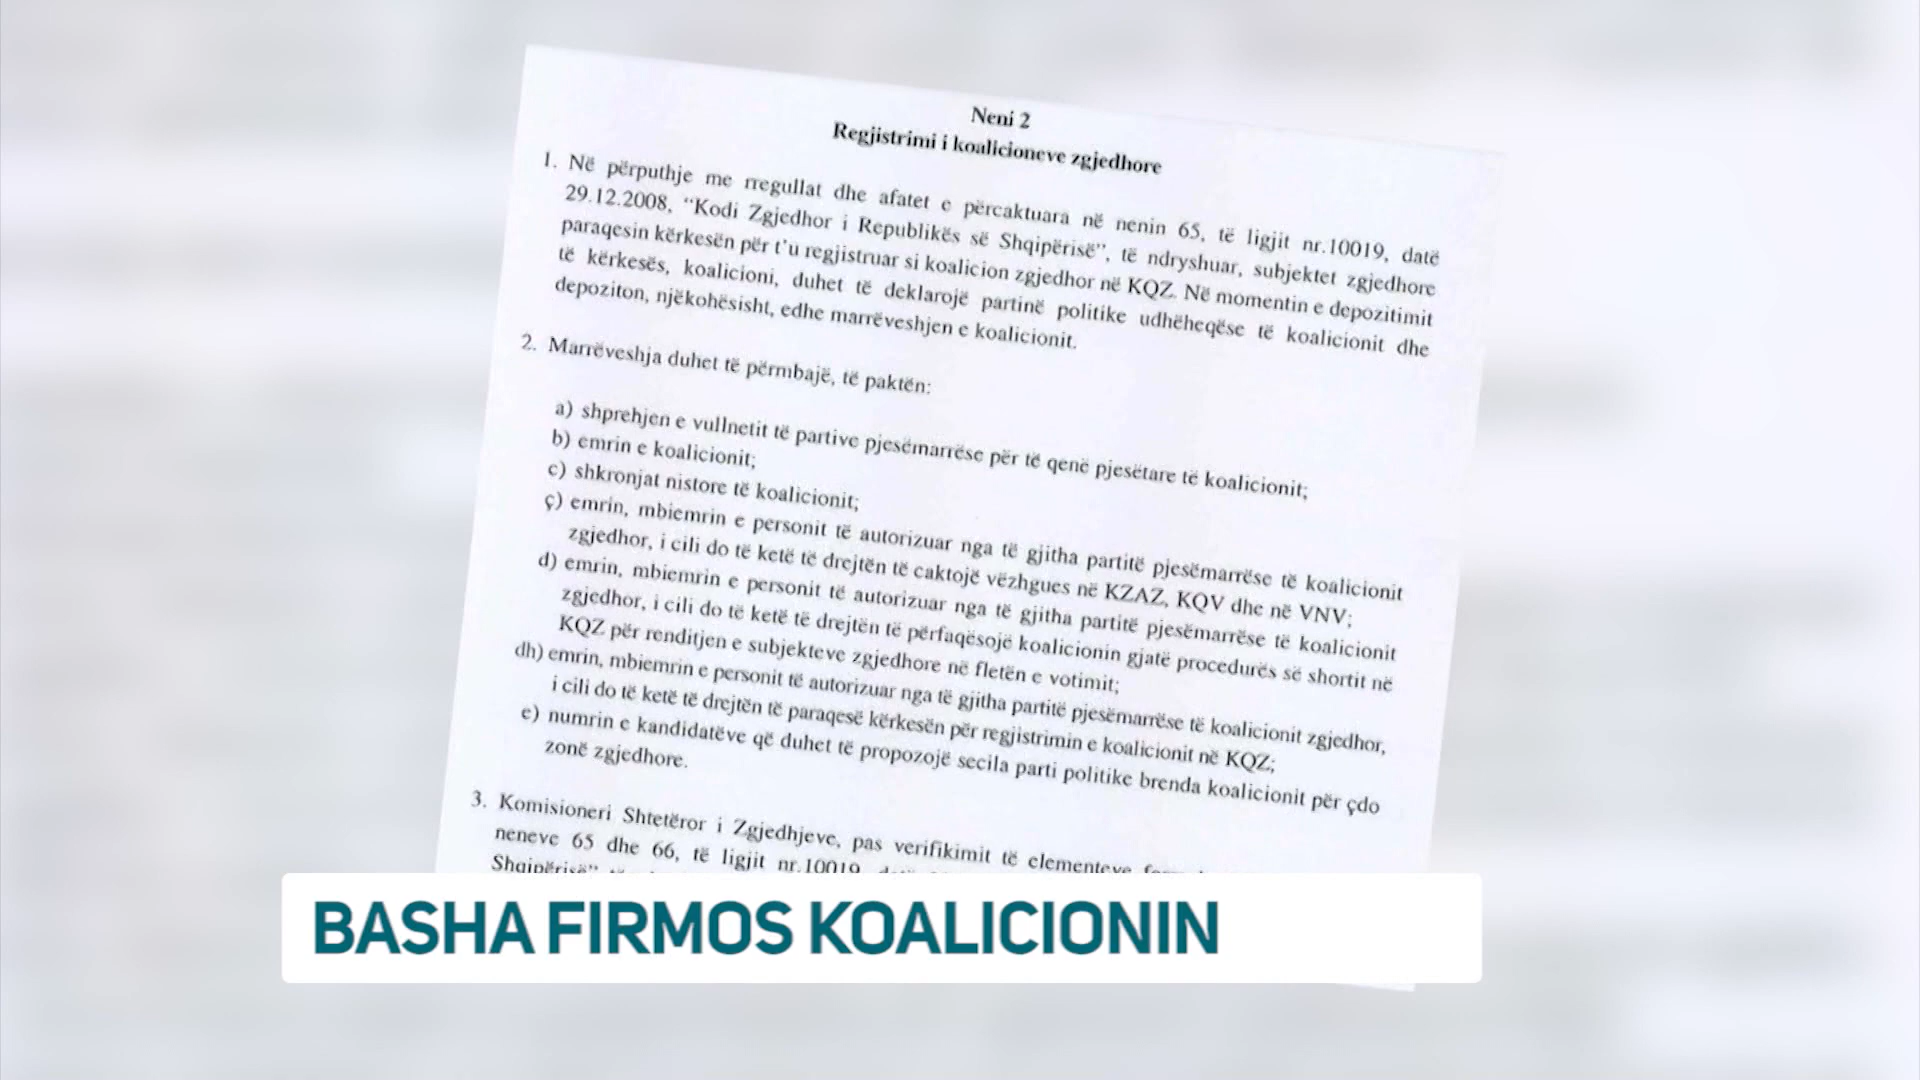 Neni 2
Regjistrimi i koalicioneve zgjedhore
1. Në përputhje me rregullat dhe afatet e përcaktuara në nenin 65, të ligjit nr.10019, datë
29.12.2008, “Kodi Zgjedhor i Republikës së Shqipërisë”, të ndryshuar, subjektet zgjedhore
paraqesin kërkesën për t’u regjistruar si koalicion zgjedhor në KQZ. Në momentin e depozitimit
të kërkesës, koalicioni, duhet të deklarojë partinë politike udhëheqëse të koalicionit dhe
depoziton, njëkohësisht, edhe marrëveshjen e koalicionit.
2. Marrëveshja duhet të përmbajë, të paktën:
a) shprehjen e vullnetit të partive pjesëmarrëse për të qenë pjesëtare të koalicionit;
b) emrin e koalicionit;
c) shkronjat nistore të koalicionit;
ç) emrin, mbiemrin e personit të autorizuar nga të gjitha partitë pjesëmarrëse të koalicionit
zgjedhor, i cili do të ketë të drejtën të caktojë vëzhgues në KZAZ, KQV dhe në VNV;
d) emrin, mbiemrin e personit të autorizuar nga të gjitha partitë pjesëmarrëse të koalicionit
zgjedhor, i cili do të ketë të drejtën të përfaqësojë koalicionin gjatë procedurës së shortit në
KQZ për renditjen e subjekteve zgjedhore në fletën e votimit;
dh) emrin, mbiemrin e personit të autorizuar nga të gjitha partitë pjesëmarrëse të koalicionit zgjedhor,
i cili do të ketë të drejtën të paraqesë kërkesën për regjistrimin e koalicionit në KQZ;
e) numrin e kandidatëve që duhet të propozojë secila parti politike brenda koalicionit për çdo
zonë zgjedhore.
3. Komisioneri Shtetëror i Zgjedhjeve, pas verifikimit të elementeve
neneve 65 dhe 66, të ligjit nr.10019
Shqipërisë”
BASHA FIRMOS KOALICIONIN